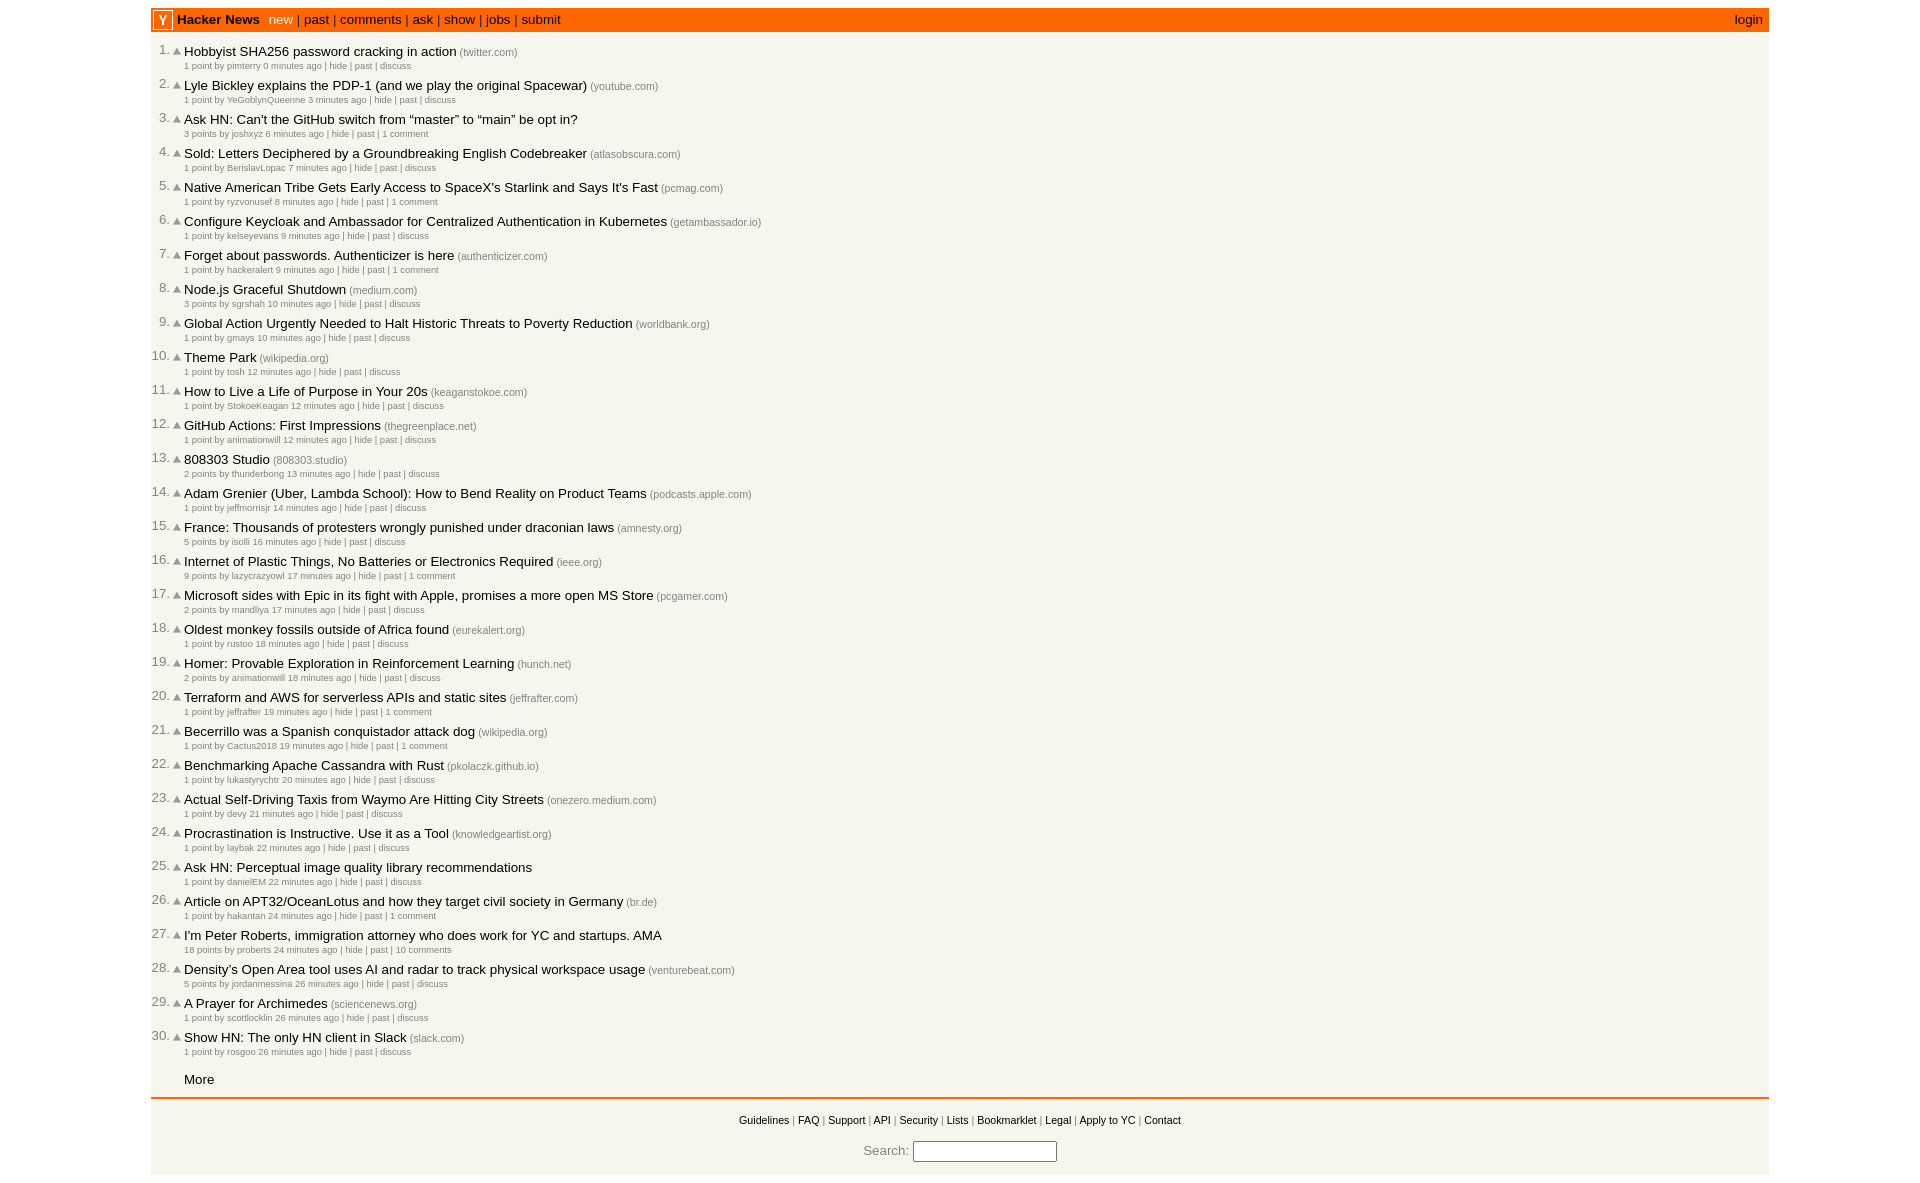 Y Hacker News new | past | comments | ask | show | jobs | submit login
1. Hobbyist SHA256 password cracking in action (twitter.com)
1 point by pimterry 0 minutes ago | hide | past | discuss
2. Lyle Bickley explains the PDP-1 (and we play the original Spacewar) (youtube.com)
1 point by YeGoblynQueenne 3 minutes ago | hide | past | discuss
3. Ask HN: Can't the GitHub switch from “master” to “main” be opt in?
3 points by joshxyz 6 minutes ago | hide | past | 1 comment
4. Sold: Letters Deciphered by a Groundbreaking English Codebreaker (atlasobscura.com)
1 point by BerislavLopac 7 minutes ago | hide | past | discuss
5. Native American Tribe Gets Early Access to SpaceX's Starlink and Says It's Fast (pcmag.com)
1 point by ryzvonusef 8 minutes ago | hide | past | 1 comment
6. Configure Keycloak and Ambassador for Centralized Authentication in Kubernetes (getambassador.io)
1 point by kelseyevans 9 minutes ago | hide | past | discuss
7. Forget about passwords. Authenticizer is here (authenticizer.com)
1 point by hackeralert 9 minutes ago | hide | past | 1 comment
8. Node.js Graceful Shutdown (medium.com)
3 points by sgrshah 10 minutes ago | hide | past | discuss
9. Global Action Urgently Needed to Halt Historic Threats to Poverty Reduction (worldbank.org)
1 point by gmays 10 minutes ago | hide | past | discuss
10. Theme Park (wikipedia.org)
1 point by tosh 12 minutes ago | hide | past | discuss
11. How to Live a Life of Purpose in Your 20s (keaganstokoe.com)
1 point by StokoeKeagan 12 minutes ago | hide | past | discuss
12. GitHub Actions: First Impressions (thegreenplace.net)
1 point by animationwill 12 minutes ago | hide | past | discuss
13. 808303 Studio (808303.studio)
2 points by thunderbong 13 minutes ago | hide | past | discuss
14. Adam Grenier (Uber, Lambda School): How to Bend Reality on Product Teams (podcasts.apple.com)
1 point by jeffmorrisjr 14 minutes ago | hide | past | discuss
15. France: Thousands of protesters wrongly punished under draconian laws (amnesty.org)
5 points by isolli 16 minutes ago | hide | past | discuss
16. Internet of Plastic Things, No Batteries or Electronics Required (ieee.org)
9 points by lazycrazyowl 17 minutes ago | hide | past | 1 comment
17. Microsoft sides with Epic in its fight with Apple, promises a more open MS Store (pcgamer.com)
2 points by mandliya 17 minutes ago | hide | past | discuss
18. Oldest monkey fossils outside of Africa found (eurekalert.org)
1 point by rustoo 18 minutes ago | hide | past | discuss
19. Homer: Provable Exploration in Reinforcement Learning (hunch.net)
2 points by animationwill 18 minutes ago | hide | past | discuss
20. Terraform and AWS for serverless APIs and static sites (jeffrafter.com)
1 point by jeffrafter 19 minutes ago | hide | past | 1 comment
21. Becerrillo was a Spanish conquistador attack dog (wikipedia.org)
1 point by Cactus2018 19 minutes ago | hide | past | 1 comment
22. Benchmarking Apache Cassandra with Rust (pkolaczk.github.io)
1 point by lukastyrychtr 20 minutes ago | hide | past | discuss
23. Actual Self-Driving Taxis from Waymo Are Hitting City Streets (onezero.medium.com)
1 point by devy 21 minutes ago | hide | past | discuss
24. Procrastination is Instructive. Use it as a Tool (knowledgeartist.org)
1 point by laybak 22 minutes ago | hide | past | discuss
25. Ask HN: Perceptual image quality library recommendations
1 point by danielEM 22 minutes ago | hide | past | discuss
26. Article on APT32/OceanLotus and how they target civil society in Germany (br.de)
1 point by hakantan 24 minutes ago | hide | past | 1 comment
27. I'm Peter Roberts, immigration attorney who does work for YC and startups. AMA
18 points by proberts 24 minutes ago | hide | past | 10 comments
28. Density’s Open Area tool uses AI and radar to track physical workspace usage (venturebeat.com)
5 points by jordanmessina 26 minutes ago | hide | past | discuss
29. A Prayer for Archimedes (sciencenews.org)
1 point by scottlocklin 26 minutes ago | hide | past | discuss
30. Show HN: The only HN client in Slack (slack.com)
1 point by rosgoo 26 minutes ago | hide | past | discuss
More
Guidelines | FAQ | Support | API | Security | Lists | Bookmarklet | Legal | Apply to YC | Contact
Search: